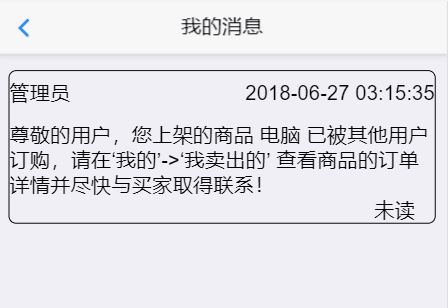 我的消息
管理员 2018-06-27 03:15:35
尊敬的用户，您上架的商品 电脑 已被其他用户
订购，请在‘我的’->‘我卖出的’ 查看商品的订单
详情并尽快与买家取得联系！
未读